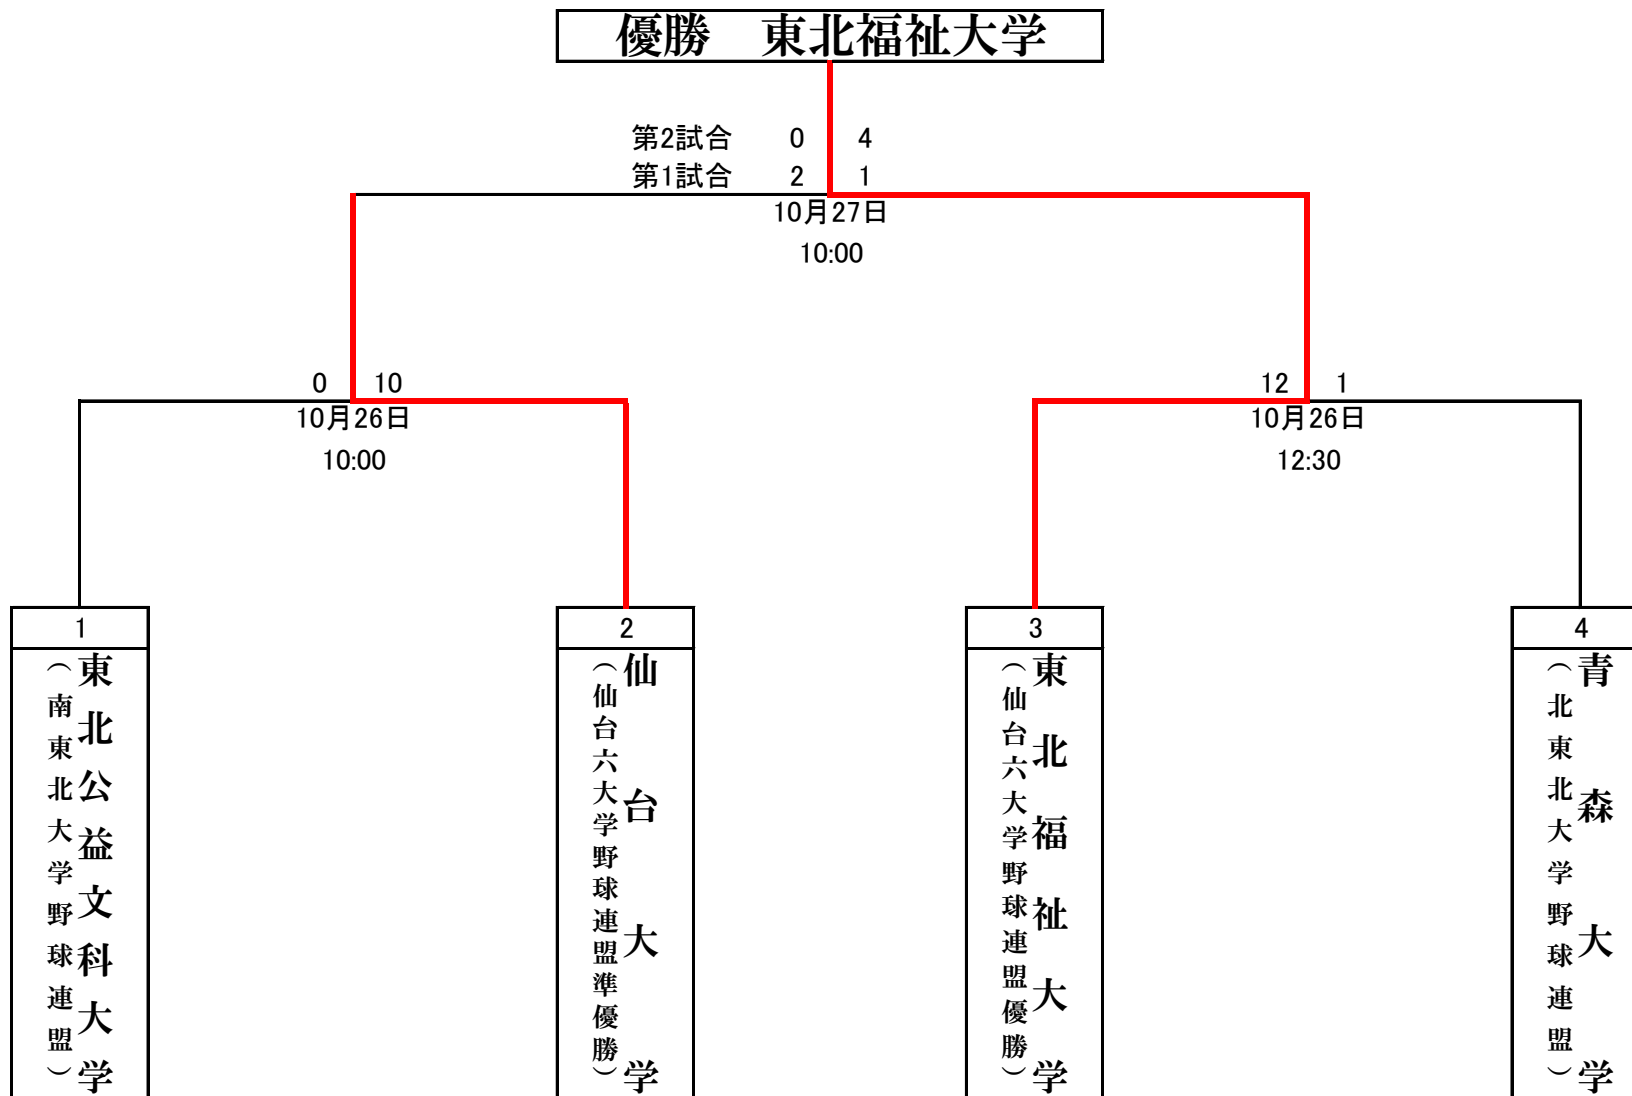 優勝　東北福祉大学
第2試合 0 4
第1試合 2 1
10月27日
10:00
0 10
10月26日
10:00
12 1
10月26日
12:30
1
東北公益文科大学
（南東北大学野球連盟）
2
仙台大学
（仙台六大学野球連盟準優勝）
3
東北福祉大学
（仙台六大学野球連盟優勝）
4
青森大学
（北東北大学野球連盟）